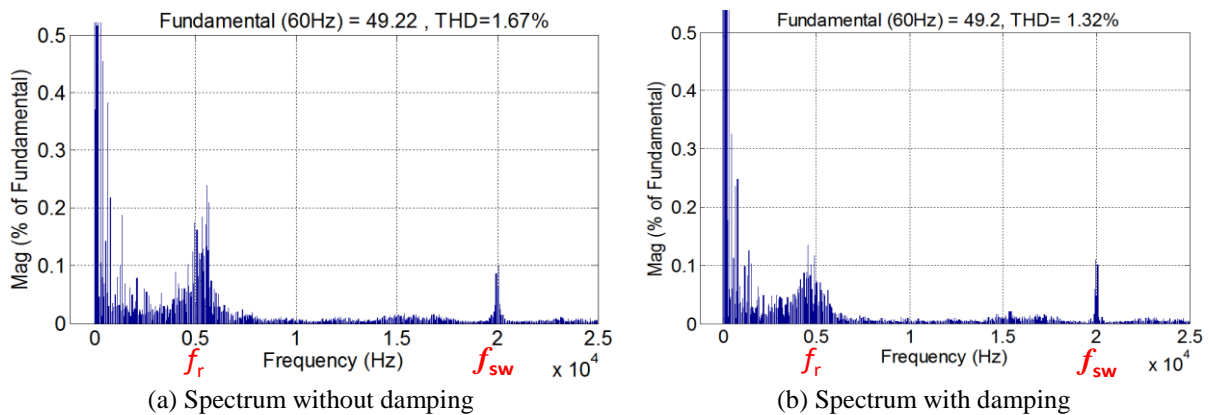 Fundamental (60Hz) = 49.22 , THD=1.67%
Mag (% of Fundamental)
0.5
0.4
0.3
0.2
0.1
0
0 0.5 1 1.5 2 2.5
Frequency (Hz)
x 10^4
f_r
f_sw
(a) Spectrum without damping
Fundamental (60Hz) = 49.2, THD= 1.32%
Mag (% of Fundamental)
0.5
0.4
0.3
0.2
0.1
0
0 0.5 1 1.5 2 2.5
Frequency (Hz)
x 10^4
f_r
f_sw
(b) Spectrum with damping